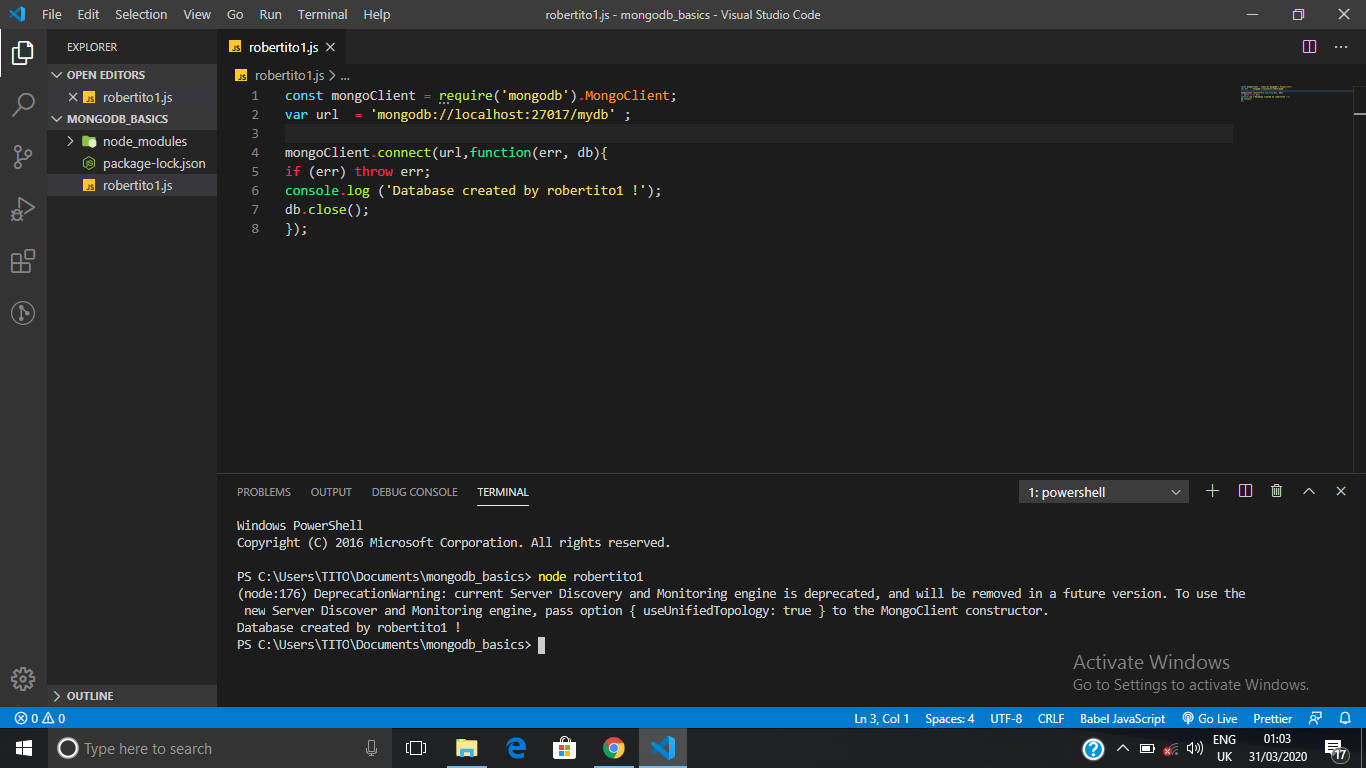 File Edit Selection View Go Run Terminal Help
robertito1.js - mongodb_basics - Visual Studio Code
EXPLORER
OPEN EDITORS
robertito1.js
MONGODB_BASICS
node_modules
package-lock.json
robertito1.js
OUTLINE
robertito1.js
robertito1.js > ...
1 const mongoClient = require('mongodb').MongoClient;
2 var url  = 'mongodb://localhost:27017/mydb' ;
3
4 mongoClient.connect(url,function(err, db){
5 if (err) throw err;
6 console.log ('Database created by robertito1 !');
7 db.close();
8 });
PROBLEMS OUTPUT DEBUG CONSOLE TERMINAL
1: powershell
Windows PowerShell
Copyright (C) 2016 Microsoft Corporation. All rights reserved.
PS C:\Users\TITO\Documents\mongodb_basics> node robertito1
(node:176) DeprecationWarning: current Server Discovery and Monitoring engine is deprecated, and will be removed in a future version. To use the
new Server Discover and Monitoring engine, pass option { useUnifiedTopology: true } to the MongoClient constructor.
Database created by robertito1 !
PS C:\Users\TITO\Documents\mongodb_basics>
Activate Windows
Go to Settings to activate Windows.
0 0
Ln 3, Col 1 Spaces: 4 UTF-8 CRLF Babel JavaScript Go Live Prettier
Type here to search
ENG
UK
01:03
31/03/2020
17